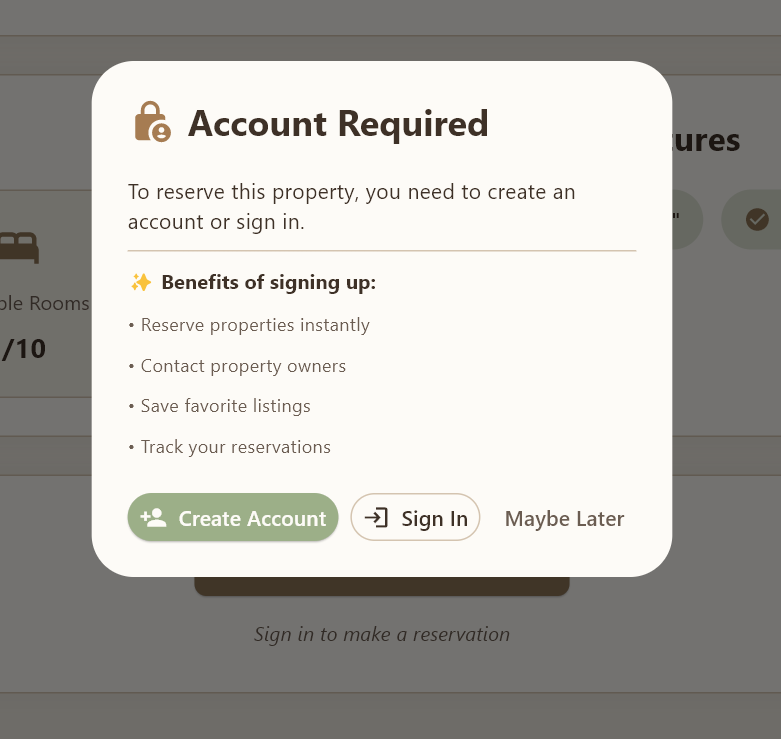 Account Required
To reserve this property, you need to create an
account or sign in.
✨ Benefits of signing up:
• Reserve properties instantly
• Contact property owners
• Save favorite listings
• Track your reservations
Create Account
Sign In
Maybe Later
Rooms
/10
Sign in to make a reservation